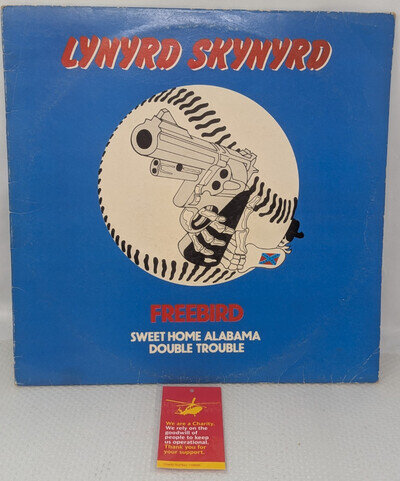 LYNYRD SKYNYRD
FREEBIRD
SWEET HOME ALABAMA
DOUBLE TROUBLE
We are a Charity.
We rely on the
goodwill of
people to keep
us operational.
Thank you for
your support.